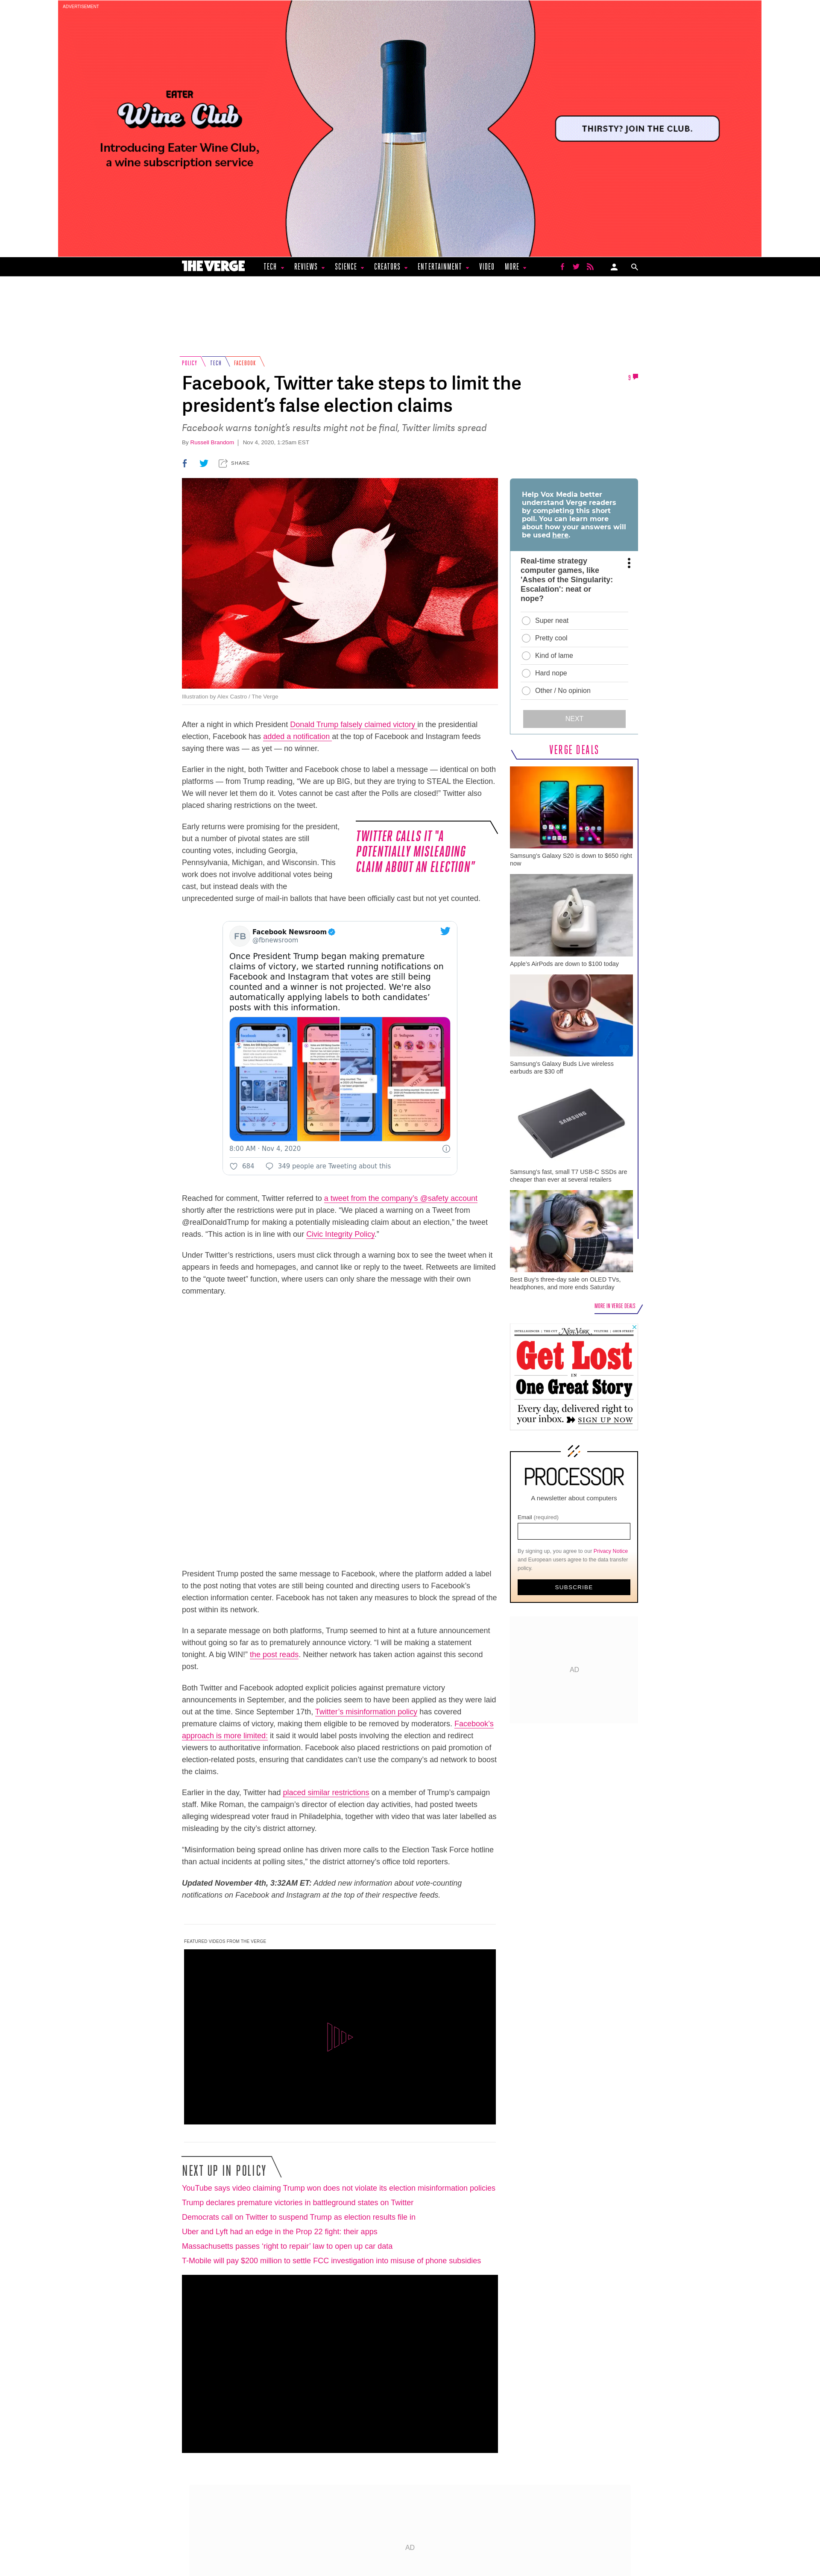 ADVERTISEMENT
EATER
Wine Club
Introducing Eater Wine Club,
a wine subscription service
THIRSTY? JOIN THE CLUB.
THE VERGE
TECH
REVIEWS
SCIENCE
CREATORS
ENTERTAINMENT
VIDEO
MORE
POLICY
TECH
FACEBOOK
Facebook, Twitter take steps to limit the
president’s false election claims
9
Facebook warns tonight’s results might not be final, Twitter limits spread
By Russell Brandom | Nov 4, 2020, 1:25am EST
SHARE
Illustration by Alex Castro / The Verge
After a night in which President Donald Trump falsely claimed victory in the presidential
election, Facebook has added a notification at the top of Facebook and Instagram feeds
saying there was — as yet — no winner.
Earlier in the night, both Twitter and Facebook chose to label a message — identical on both
platforms — from Trump reading, “We are up BIG, but they are trying to STEAL the Election.
We will never let them do it. Votes cannot be cast after the Polls are closed!” Twitter also
placed sharing restrictions on the tweet.
Early returns were promising for the president,
but a number of pivotal states are still
counting votes, including Georgia,
Pennsylvania, Michigan, and Wisconsin. This
work does not involve additional votes being
cast, but instead deals with the
unprecedented surge of mail-in ballots that have been officially cast but not yet counted.
TWITTER CALLS IT "A
POTENTIALLY MISLEADING
CLAIM ABOUT AN ELECTION"
FB
Facebook Newsroom
@fbnewsroom
Once President Trump began making premature
claims of victory, we started running notifications on
Facebook and Instagram that votes are still being
counted and a winner is not projected. We're also
automatically applying labels to both candidates’
posts with this information.
8:00 AM · Nov 4, 2020
684
349 people are Tweeting about this
Reached for comment, Twitter referred to a tweet from the company’s @safety account
shortly after the restrictions were put in place. “We placed a warning on a Tweet from
@realDonaldTrump for making a potentially misleading claim about an election,” the tweet
reads. “This action is in line with our Civic Integrity Policy.”
Under Twitter’s restrictions, users must click through a warning box to see the tweet when it
appears in feeds and homepages, and cannot like or reply to the tweet. Retweets are limited
to the “quote tweet” function, where users can only share the message with their own
commentary.
President Trump posted the same message to Facebook, where the platform added a label
to the post noting that votes are still being counted and directing users to Facebook’s
election information center. Facebook has not taken any measures to block the spread of the
post within its network.
In a separate message on both platforms, Trump seemed to hint at a future announcement
without going so far as to prematurely announce victory. “I will be making a statement
tonight. A big WIN!” the post reads. Neither network has taken action against this second
post.
Both Twitter and Facebook adopted explicit policies against premature victory
announcements in September, and the policies seem to have been applied as they were laid
out at the time. Since September 17th, Twitter’s misinformation policy has covered
premature claims of victory, making them eligible to be removed by moderators. Facebook’s
approach is more limited: it said it would label posts involving the election and redirect
viewers to authoritative information. Facebook also placed restrictions on paid promotion of
election-related posts, ensuring that candidates can’t use the company’s ad network to boost
the claims.
Earlier in the day, Twitter had placed similar restrictions on a member of Trump’s campaign
staff. Mike Roman, the campaign’s director of election day activities, had posted tweets
alleging widespread voter fraud in Philadelphia, together with video that was later labelled as
misleading by the city’s district attorney.
“Misinformation being spread online has driven more calls to the Election Task Force hotline
than actual incidents at polling sites,” the district attorney’s office told reporters.
Updated November 4th, 3:32AM ET: Added new information about vote-counting
notifications on Facebook and Instagram at the top of their respective feeds.
FEATURED VIDEOS FROM THE VERGE
NEXT UP IN POLICY
YouTube says video claiming Trump won does not violate its election misinformation policies
Trump declares premature victories in battleground states on Twitter
Democrats call on Twitter to suspend Trump as election results file in
Uber and Lyft had an edge in the Prop 22 fight: their apps
Massachusetts passes ‘right to repair’ law to open up car data
T-Mobile will pay $200 million to settle FCC investigation into misuse of phone subsidies
Help Vox Media better
understand Verge readers
by completing this short
poll. You can learn more
about how your answers will
be used here.
Real-time strategy
computer games, like
'Ashes of the Singularity:
Escalation': neat or
nope?
Super neat
Pretty cool
Kind of lame
Hard nope
Other / No opinion
NEXT
VERGE DEALS
Samsung's Galaxy S20 is down to $650 right
now
Apple's AirPods are down to $100 today
Samsung's Galaxy Buds Live wireless
earbuds are $30 off
SAMSUNG
Samsung's fast, small T7 USB-C SSDs are
cheaper than ever at several retailers
Best Buy's three-day sale on OLED TVs,
headphones, and more ends Saturday
MORE IN VERGE DEALS
New York
Get Lost
IN
One Great Story
Every day, delivered right to
your inbox. SIGN UP NOW
PROCESSOR
A newsletter about computers
Email (required)
By signing up, you agree to our Privacy Notice
and European users agree to the data transfer
policy.
SUBSCRIBE
AD
AD